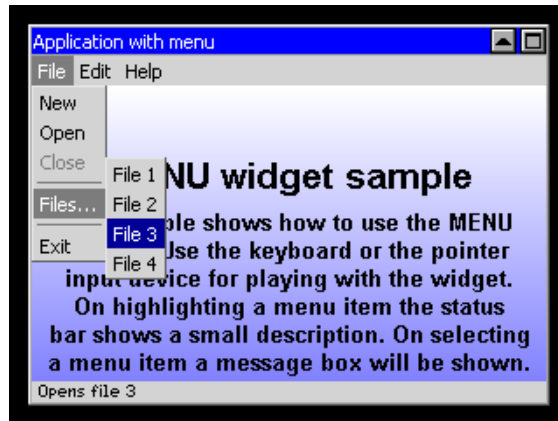 Application with menu
File Edit Help
New
Open
Close
Files...
Exit
File 1
File 2
File 3
File 4
NU widget sample
ple shows how to use the MENU
Use the keyboard or the pointer
input device for playing with the widget.
On highlighting a menu item the status
bar shows a small description. On selecting
a menu item a message box will be shown.
Opens file 3